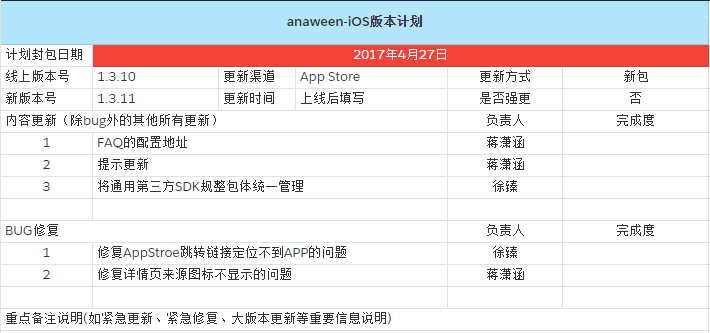 anaween-iOS版本计划
计划封包日期 2017年4月27日
线上版本号 1.3.10 更新渠道 App Store 更新方式 新包
新版本号 1.3.11 更新时间 上线后填写 是否强更 否
内容更新（除bug外的其他所有更新） 负责人 完成度
1 FAQ的配置地址 蒋潇涵
2 提示更新 蒋潇涵
3 将通用第三方SDK规整包体统一管理 徐臻
BUG修复 负责人 完成度
1 修复AppStroe跳转链接定位不到APP的问题 徐臻
2 修复详情页来源图标不显示的问题 蒋潇涵
重点备注说明(如紧急更新、紧急修复、大版本更新等重要信息说明)